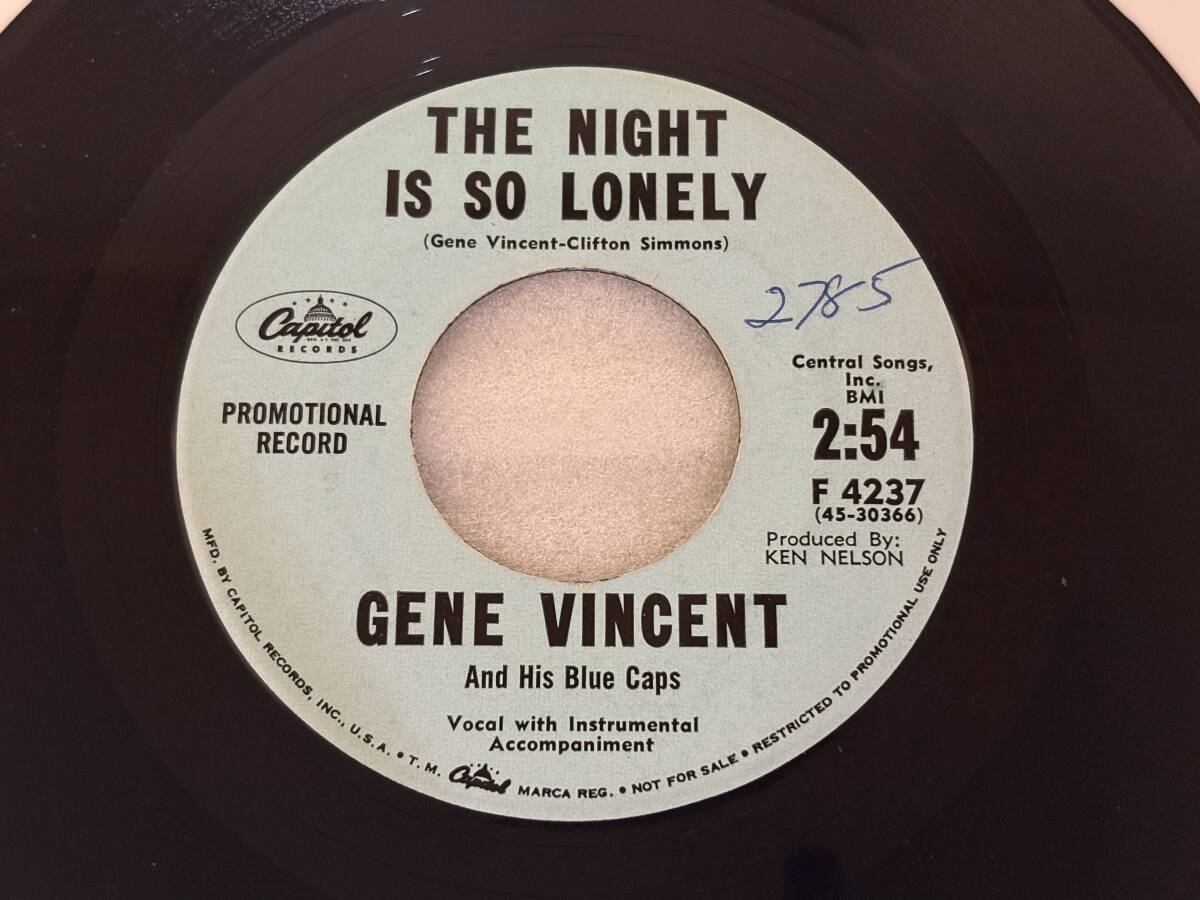 THE NIGHT
IS SO LONELY
(Gene Vincent-Clifton Simmons)
2785
Capitol
RECORDS
PROMOTIONAL
RECORD
Central Songs,
Inc.
BMI
2:54
F 4237
(45-30366)
Produced By:
KEN NELSON
GENE VINCENT
And His Blue Caps
Vocal with Instrumental
Accompaniment
MFD. BY CAPITOL RECORDS, INC., U.S.A. • T.M. Capitol MARCA REG. • NOT FOR SALE • RESTRICTED TO PROMOTIONAL USE ONLY